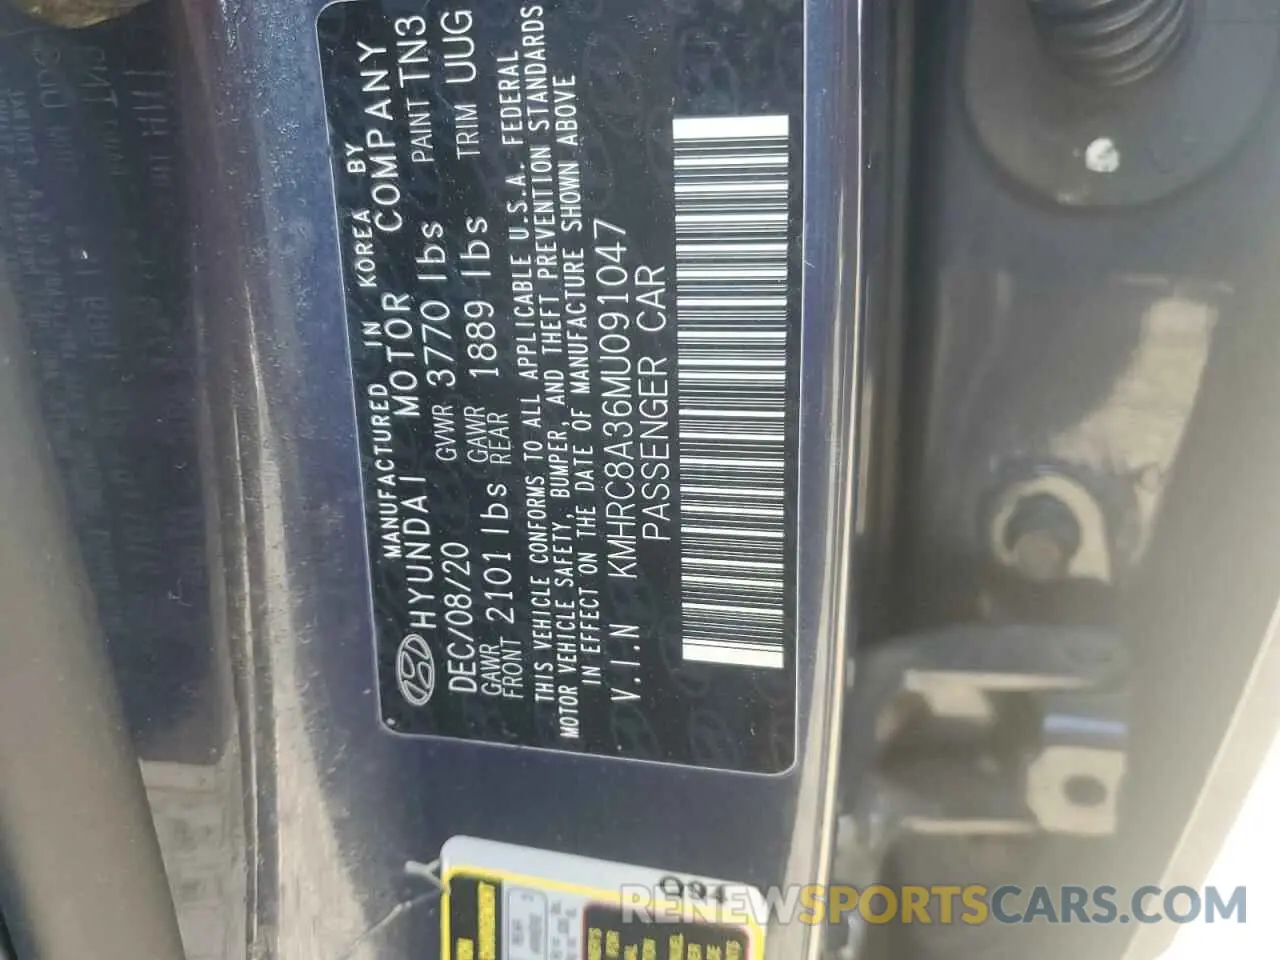 MANUFACTURED IN KOREA BY
HYUNDAI MOTOR COMPANY
DEC/08/20 GVWR 3770 lbs PAINT TN3
GAWR FRONT 2101 lbs GAWR REAR 1889 lbs TRIM UUG
THIS VEHICLE CONFORMS TO ALL APPLICABLE U.S.A. FEDERAL
MOTOR VEHICLE SAFETY, BUMPER, AND THEFT PREVENTION STANDARDS
IN EFFECT ON THE DATE OF MANUFACTURE SHOWN ABOVE
V.I.N KMHRC8A36MU091047
PASSENGER CAR
RENEWSPORTSCARS.COM